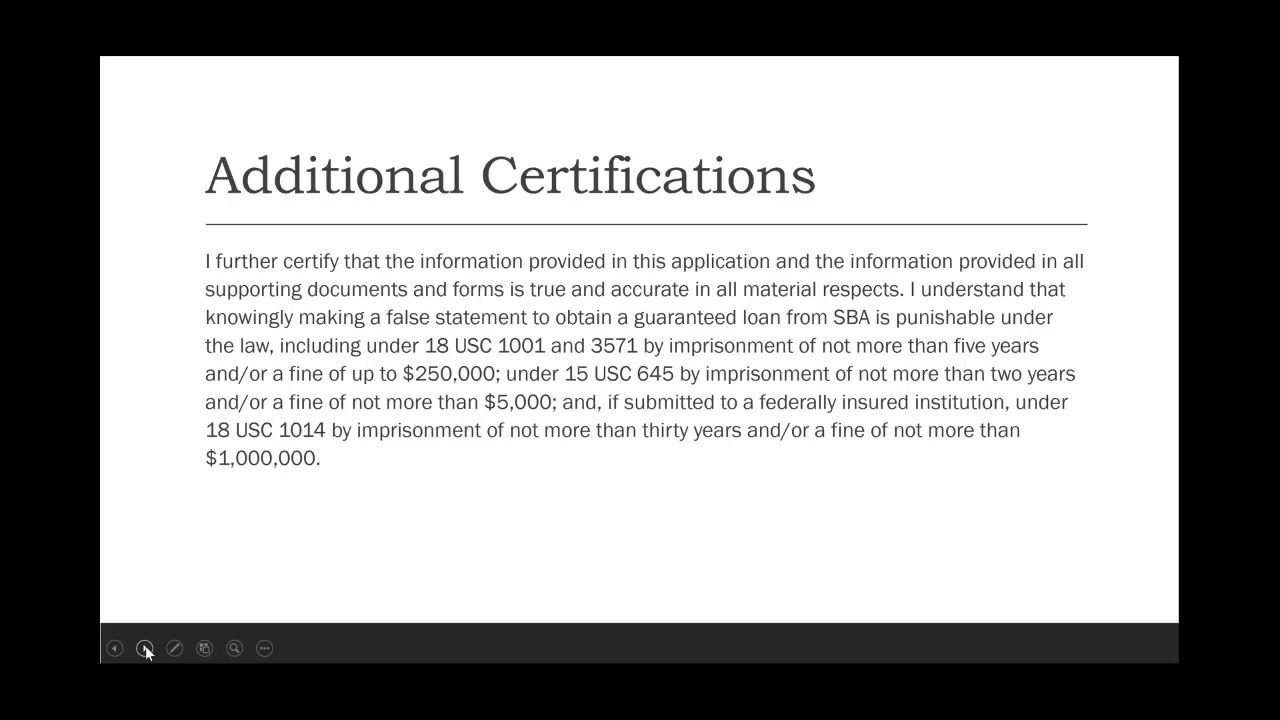 Additional Certifications
I further certify that the information provided in this application and the information provided in all
supporting documents and forms is true and accurate in all material respects. I understand that
knowingly making a false statement to obtain a guaranteed loan from SBA is punishable under
the law, including under 18 USC 1001 and 3571 by imprisonment of not more than five years
and/or a fine of up to $250,000; under 15 USC 645 by imprisonment of not more than two years
and/or a fine of not more than $5,000; and, if submitted to a federally insured institution, under
18 USC 1014 by imprisonment of not more than thirty years and/or a fine of not more than
$1,000,000.